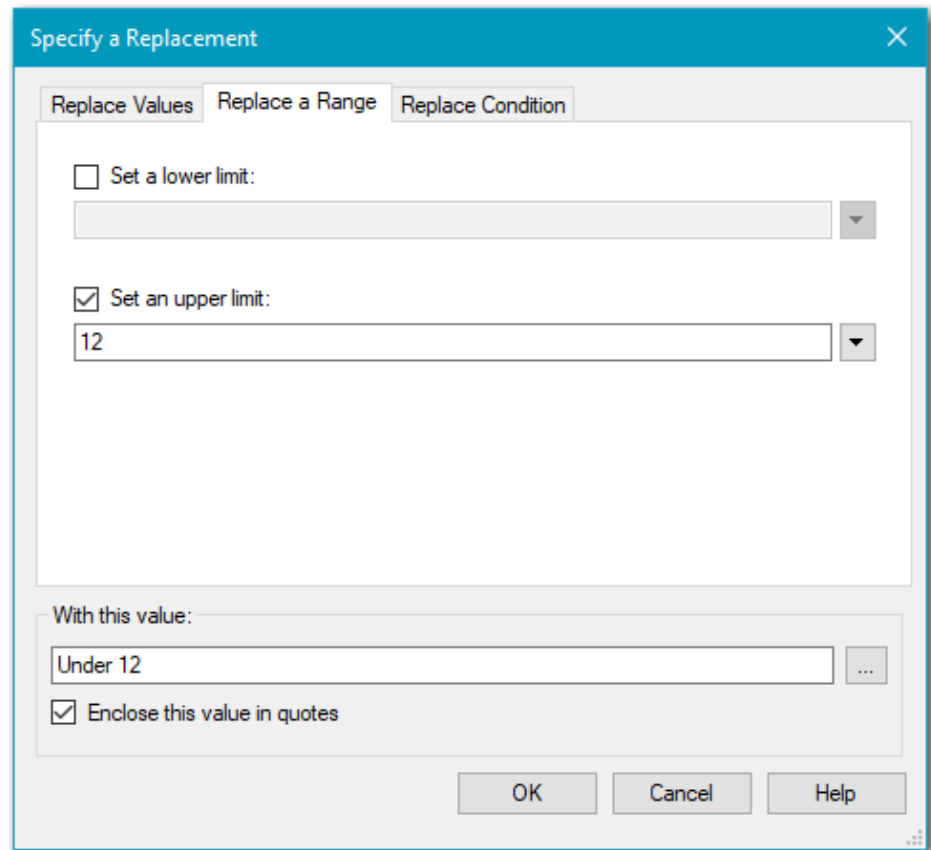 Specify a Replacement
Replace Values Replace a Range Replace Condition
Set a lower limit:
Set an upper limit:
12
With this value:
Under 12
...
Enclose this value in quotes
OK Cancel Help